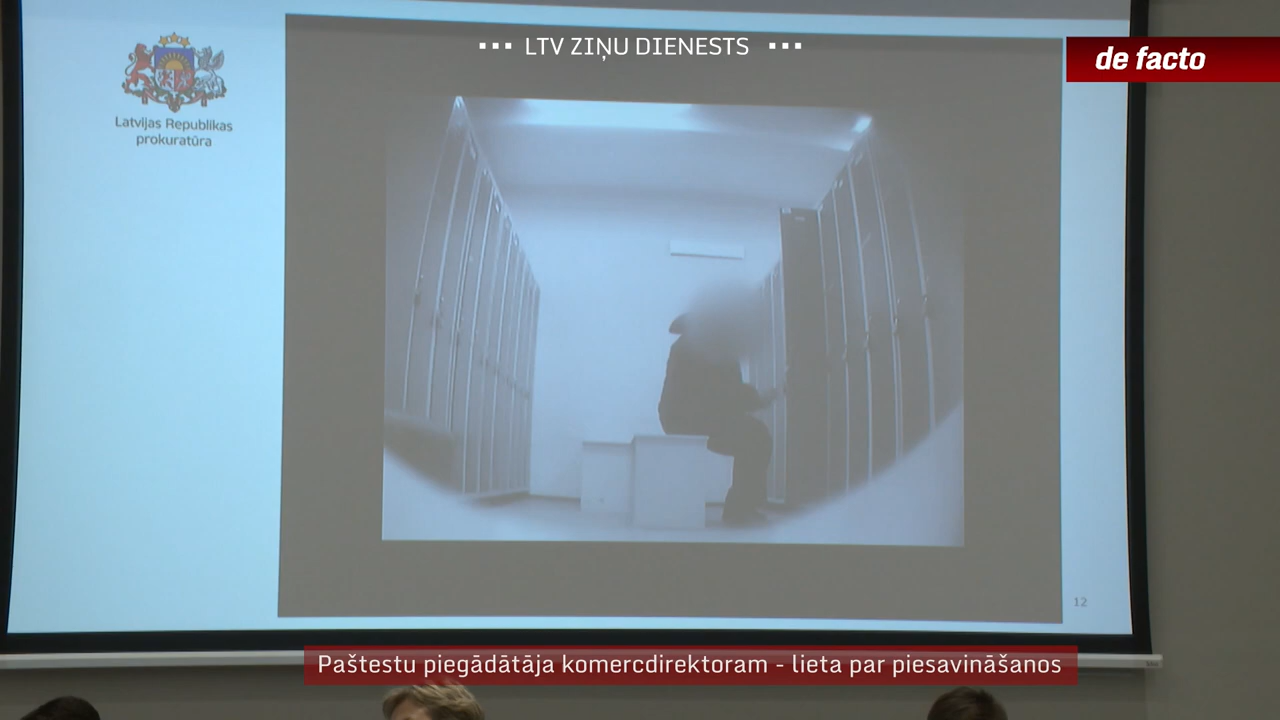 LTV ZIŅU DIENESTS
de facto
Latvijas Republikas
prokuratūra
12
Paštestu piegādātāja komercdirektoram - lieta par piesavināšanos